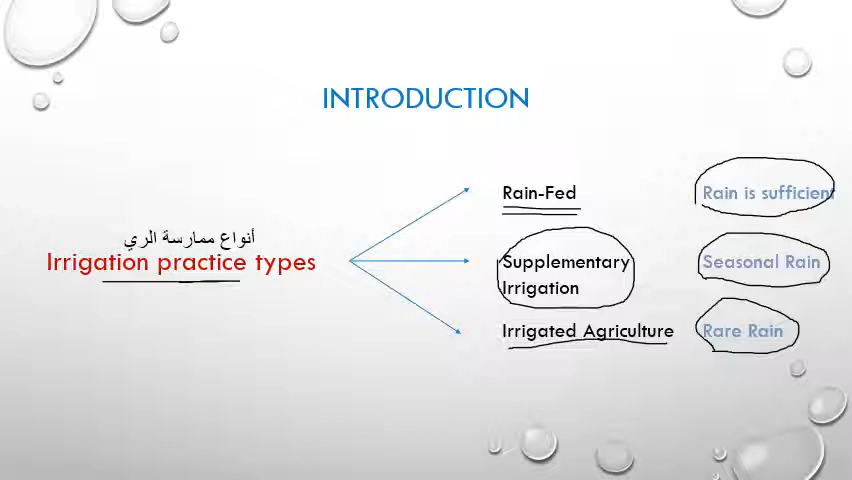 INTRODUCTION
أنواع ممارسة الري
Irrigation practice types
Rain-Fed
Rain is sufficient
Supplementary
Irrigation
Seasonal Rain
Irrigated Agriculture
Rare Rain